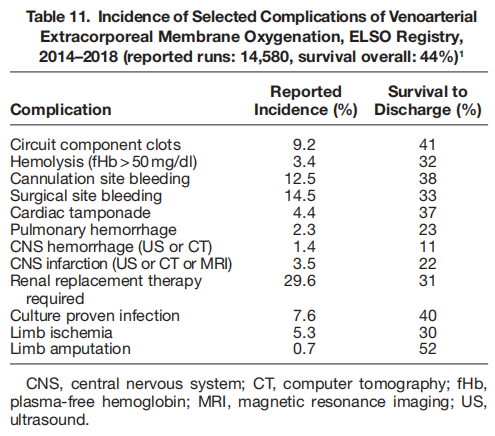 Table 11. Incidence of Selected Complications of Venoarterial
Extracorporeal Membrane Oxygenation, ELSO Registry,
2014–2018 (reported runs: 14,580, survival overall: 44%)1
Complication Reported Incidence (%) Survival to Discharge (%)
Circuit component clots 9.2 41
Hemolysis (fHb > 50 mg/dl) 3.4 32
Cannulation site bleeding 12.5 38
Surgical site bleeding 14.5 33
Cardiac tamponade 4.4 37
Pulmonary hemorrhage 2.3 23
CNS hemorrhage (US or CT) 1.4 11
CNS infarction (US or CT or MRI) 3.5 22
Renal replacement therapy 29.6 31
required
Culture proven infection 7.6 40
Limb ischemia 5.3 30
Limb amputation 0.7 52
CNS, central nervous system; CT, computer tomography; fHb,
plasma-free hemoglobin; MRI, magnetic resonance imaging; US,
ultrasound.